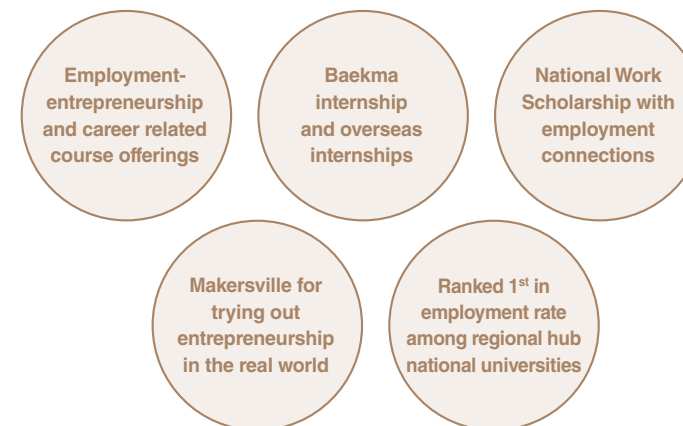 Employment-
entrepreneurship
and career related
course offerings
Baekma
internship
and overseas
internships
National Work
Scholarship with
employment
connections
Makersville for
trying out
entrepreneurship
in the real world
Ranked 1st in
employment rate
among regional hub
national universities